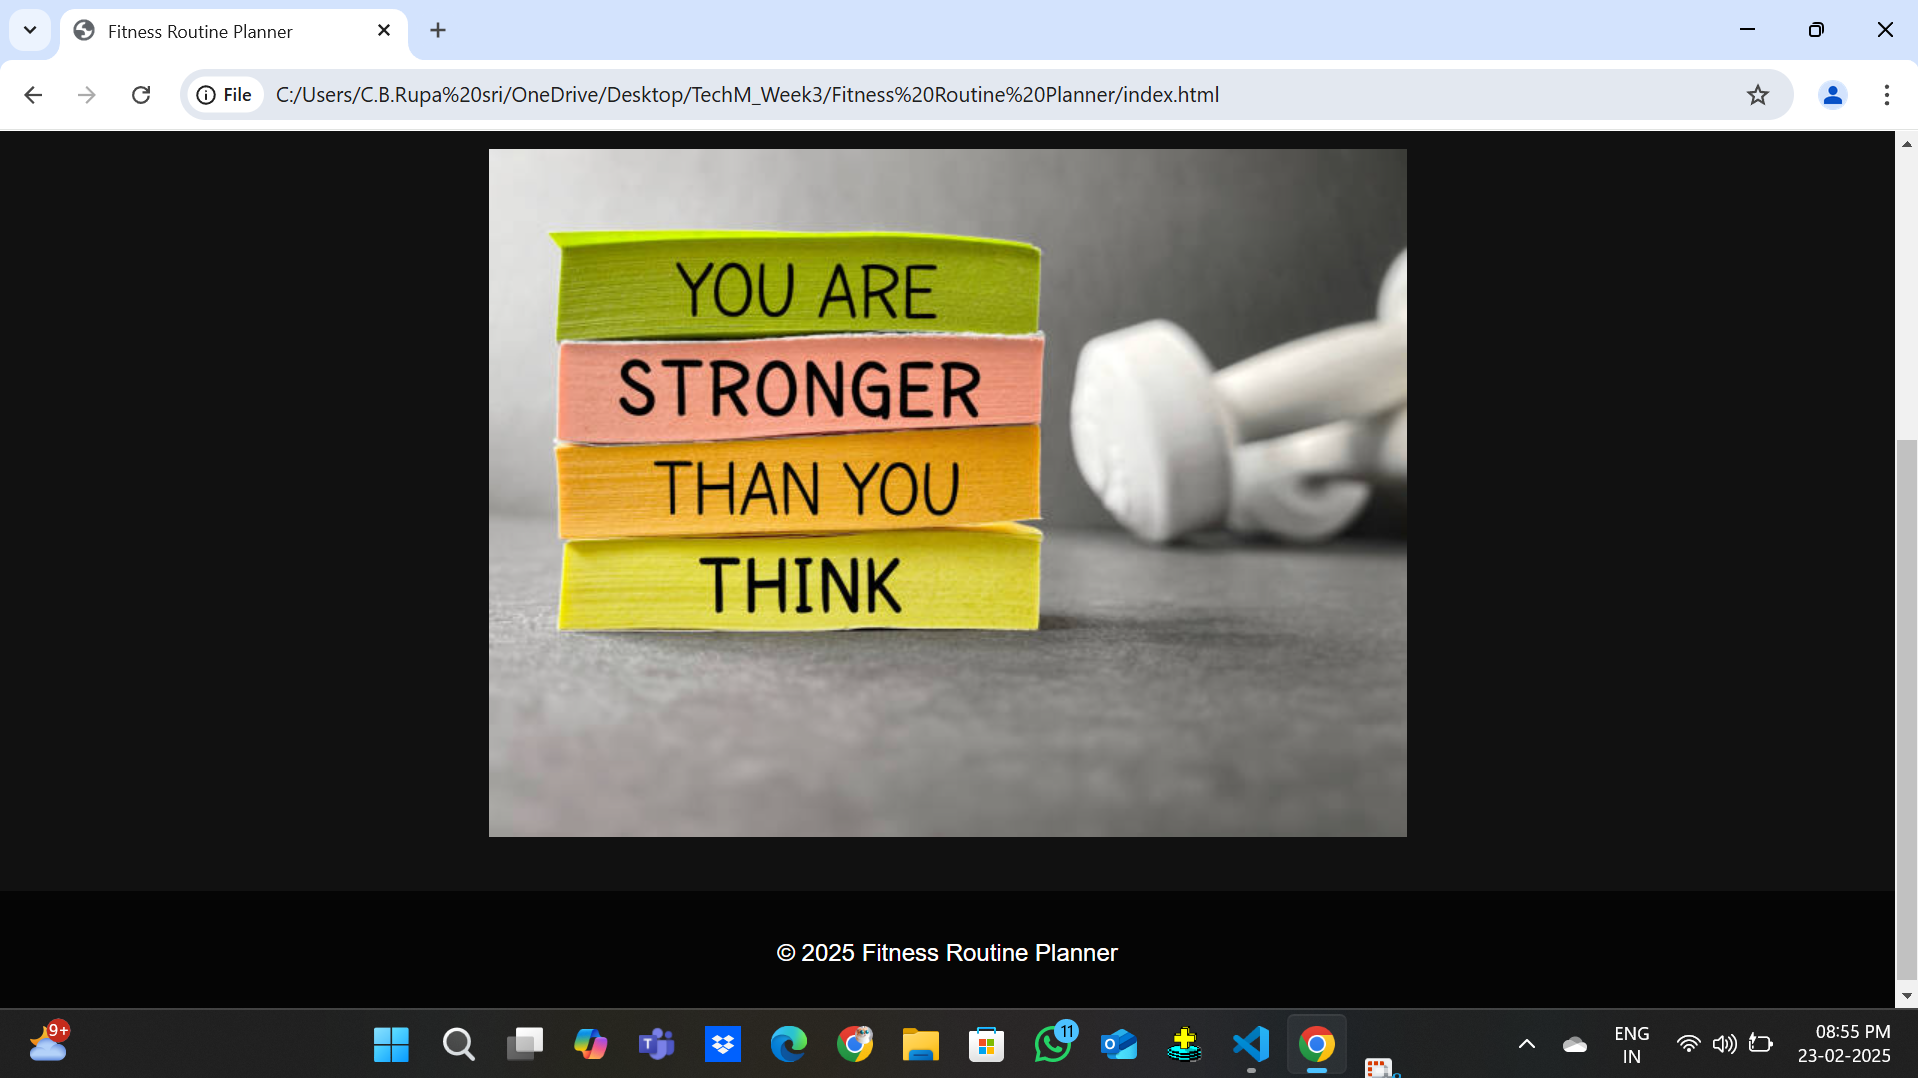 Fitness Routine Planner
File
C:/Users/C.B.Rupa%20sri/OneDrive/Desktop/TechM_Week3/Fitness%20Routine%20Planner/index.html
YOU ARE
STRONGER
THAN YOU
THINK
© 2025 Fitness Routine Planner
9+
T
11
O
ENG
IN
08:55 PM
23-02-2025